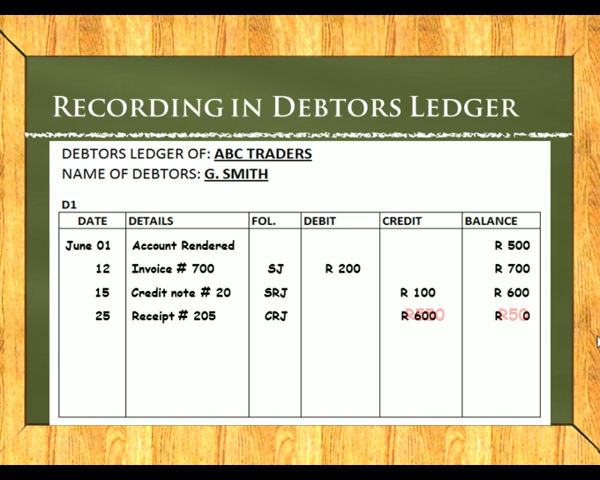 RECORDING IN DEBTORS LEDGER
DEBTORS LEDGER OF: ABC TRADERS
NAME OF DEBTORS: G. SMITH
D1
DATE DETAILS FOL. DEBIT CREDIT BALANCE
June 01 Account Rendered R 500
12 Invoice # 700 SJ R 200 R 700
15 Credit note # 20 SRJ R 100 R 600
25 Receipt # 205 CRJ R 600 R 0